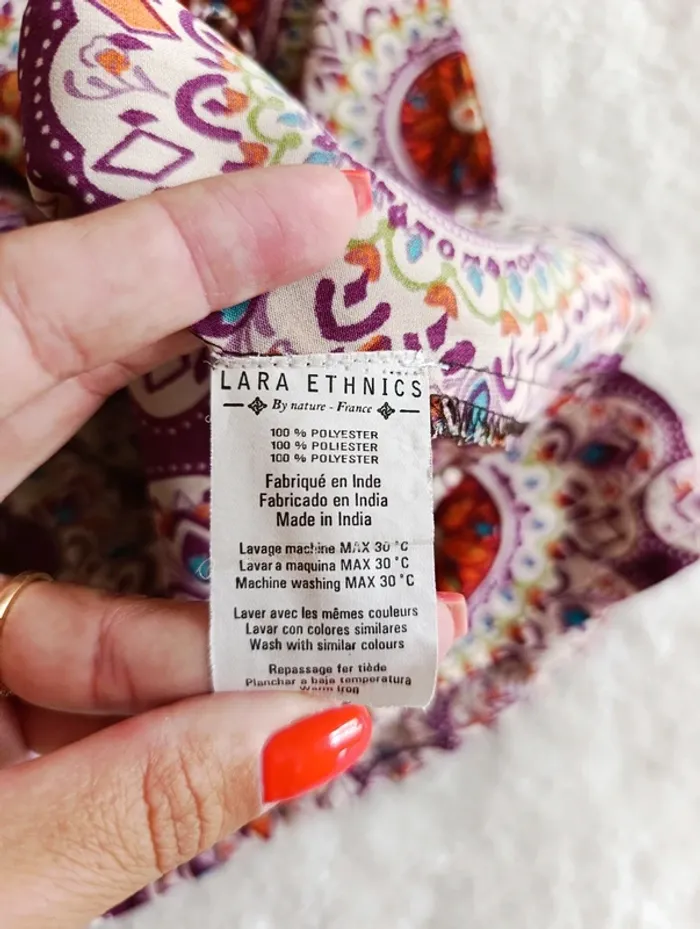 LARA ETHNICS
By nature - France
100 % POLYESTER
100 % POLIESTER
100 % POLYESTER
Fabriqué en Inde
Fabricado en India
Made in India
Lavage machine MAX 30 °C
Lavar a maquina MAX 30 °C
Machine washing MAX 30 °C
Laver avec les mêmes couleurs
Lavar con colores similares
Wash with similar colours
Repassage fer tiède
Planchar a baja temperatura
Warm iron